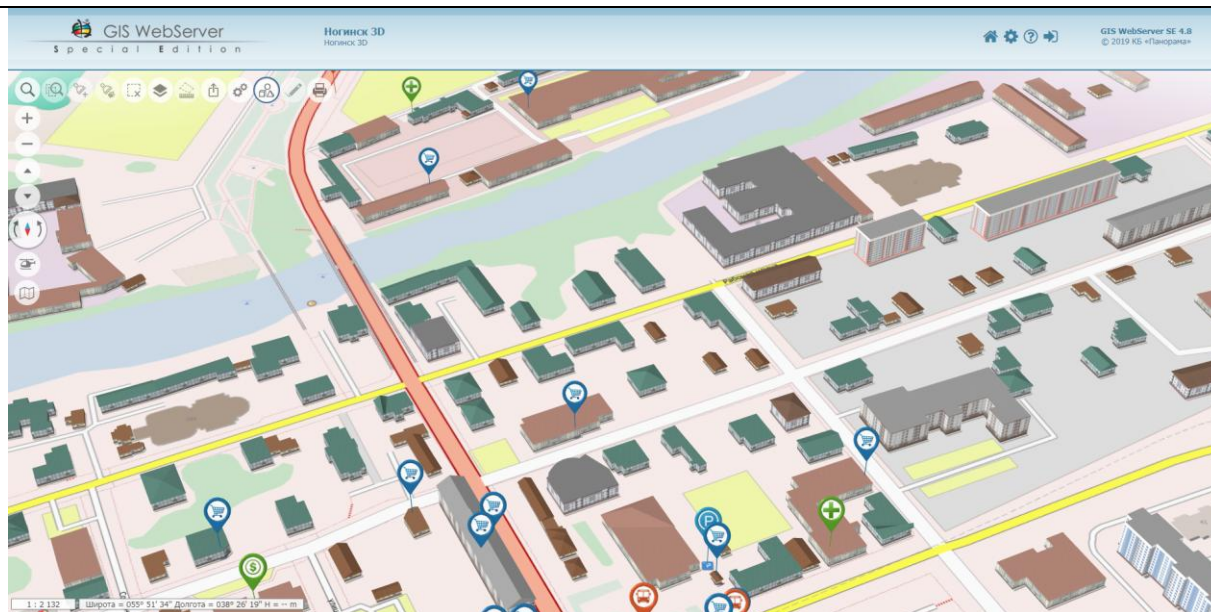 GIS WebServer
Special Edition
Ногинск 3D
Ногинск 3D
GIS WebServer SE 4.8
© 2019 КБ «Панорама»
P
$
1 : 2 132
Широта = 055° 51' 34" Долгота = 038° 26' 19" H = -- m